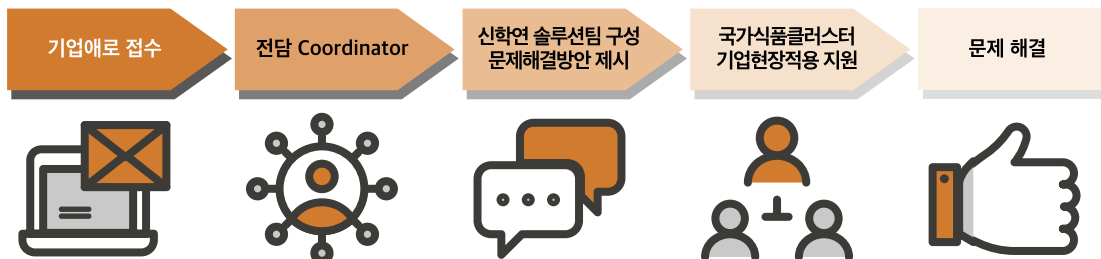 기업애로 접수
전담 Coordinator
신학연 솔루션팀 구성
문제해결방안 제시
국가식품클러스터
기업현장적용 지원
문제 해결